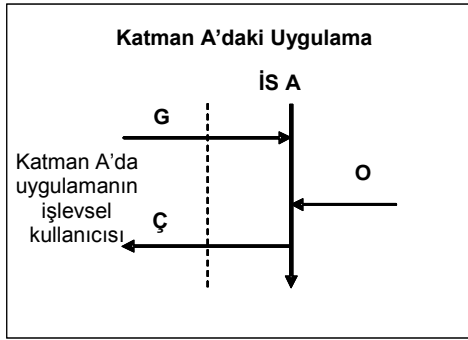 Katman A'daki Uygulama
İS A
G
Katman A'da
uygulamanın
işlevsel
kullanıcısı
O
Ç